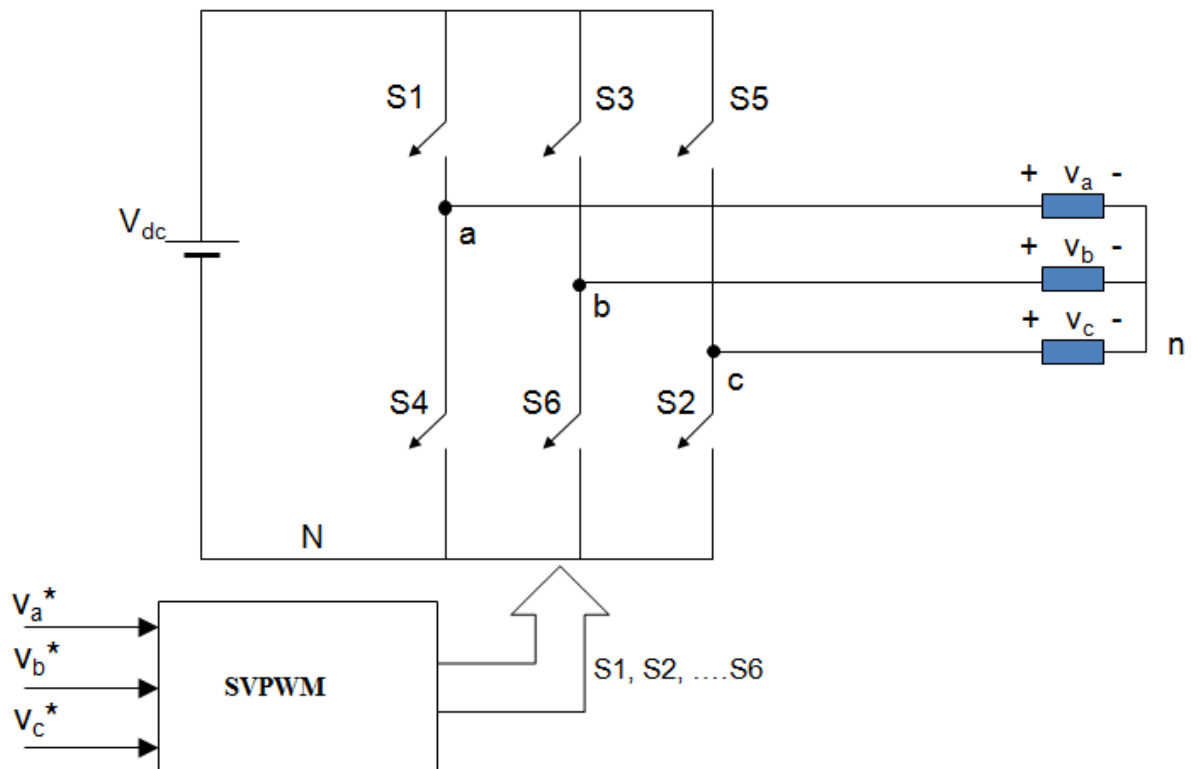 S1 S3 S5
+ va -
Vdc
a
+ vb -
b
+ vc -
n
c
S4 S6 S2
N
va*
vb*
SVPWM
S1, S2, ....S6
vc*